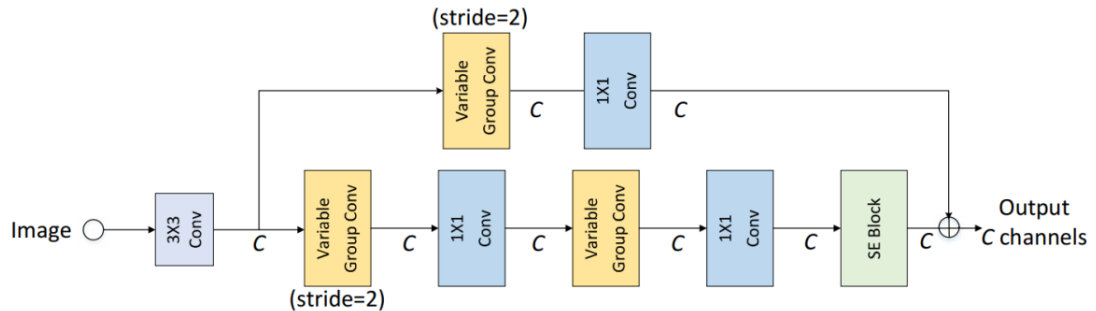 (stride=2)
Variable
Group Conv
C
1X1
Conv
C
Image
3X3
Conv
C
Variable
Group Conv
(stride=2)
C
1X1
Conv
C
Variable
Group Conv
C
1X1
Conv
C
SE Block
C
Output
C channels